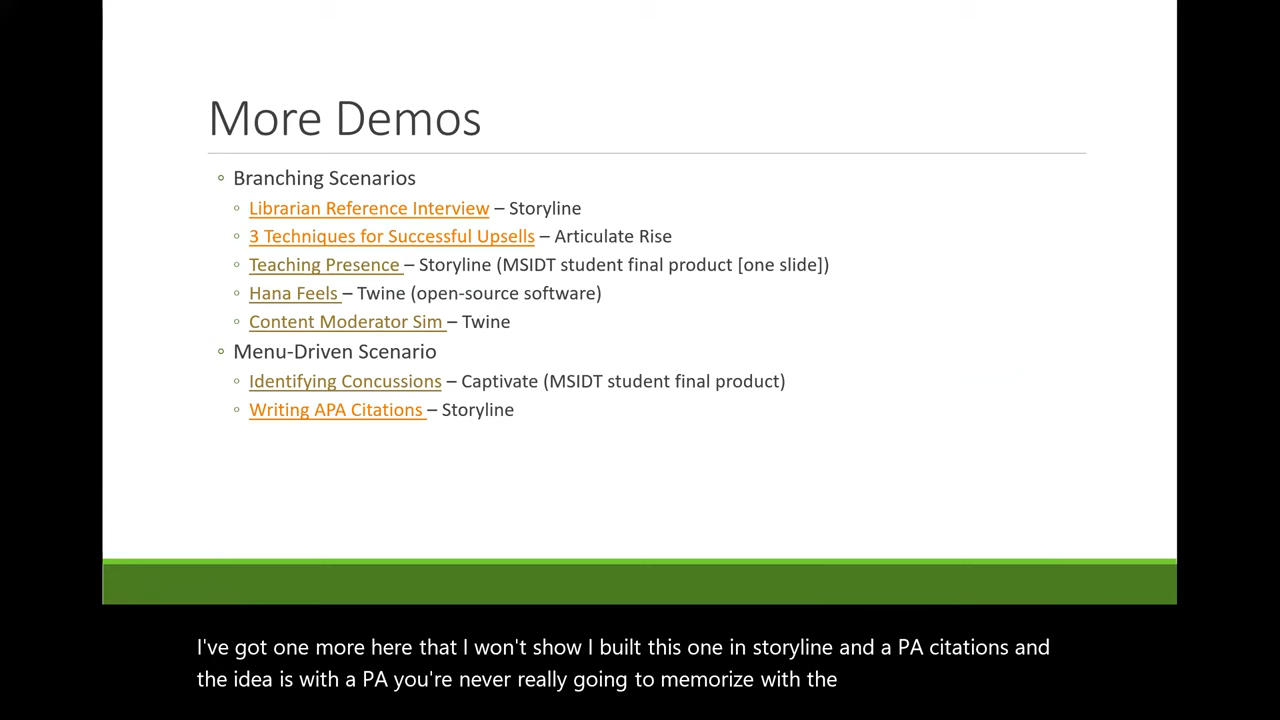 More Demos
◦ Branching Scenarios
◦ Librarian Reference Interview – Storyline
◦ 3 Techniques for Successful Upsells – Articulate Rise
◦ Teaching Presence – Storyline (MSIDT student final product [one slide])
◦ Hana Feels – Twine (open-source software)
◦ Content Moderator Sim – Twine
◦ Menu-Driven Scenario
◦ Identifying Concussions – Captivate (MSIDT student final product)
◦ Writing APA Citations – Storyline
I've got one more here that I won't show I built this one in storyline and a PA citations and
the idea is with a PA you're never really going to memorize with the